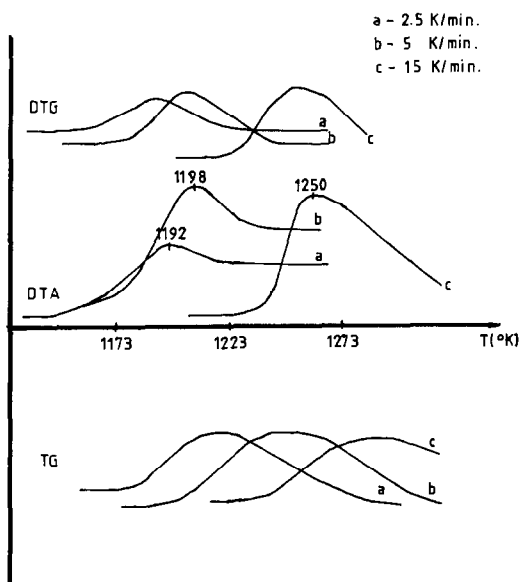 a - 2.5 K/min.
b - 5 K/min.
c - 15 K/min.
DTG
a
b
c
1198
1250
1192
b
a
DTA
c
1173 1223 1273 T(°K)
TG
c
a
b